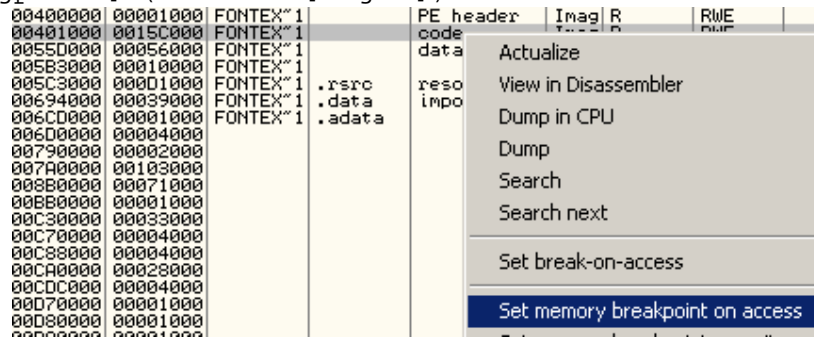 00400000 00001000 FONTEX~1 PE header Imag R RWE
00401000 0015C000 FONTEX~1 code Imag R RWE
0055D000 00056000 FONTEX~1 data
005B3000 00010000 FONTEX~1
005C3000 000D1000 FONTEX~1 .rsrc reso
00694000 00039000 FONTEX~1 .data impo
006CD000 00001000 FONTEX~1 .adata
006D0000 00004000
00790000 00002000
007A0000 00103000
008B0000 00071000
00BB0000 00001000
00C30000 00033000
00C70000 00004000
00C88000 00004000
00CA0000 00028000
00CDC000 00004000
00D70000 00001000
00D80000 00001000
Actualize
View in Disassembler
Dump in CPU
Dump
Search
Search next
Set break-on-access
Set memory breakpoint on access